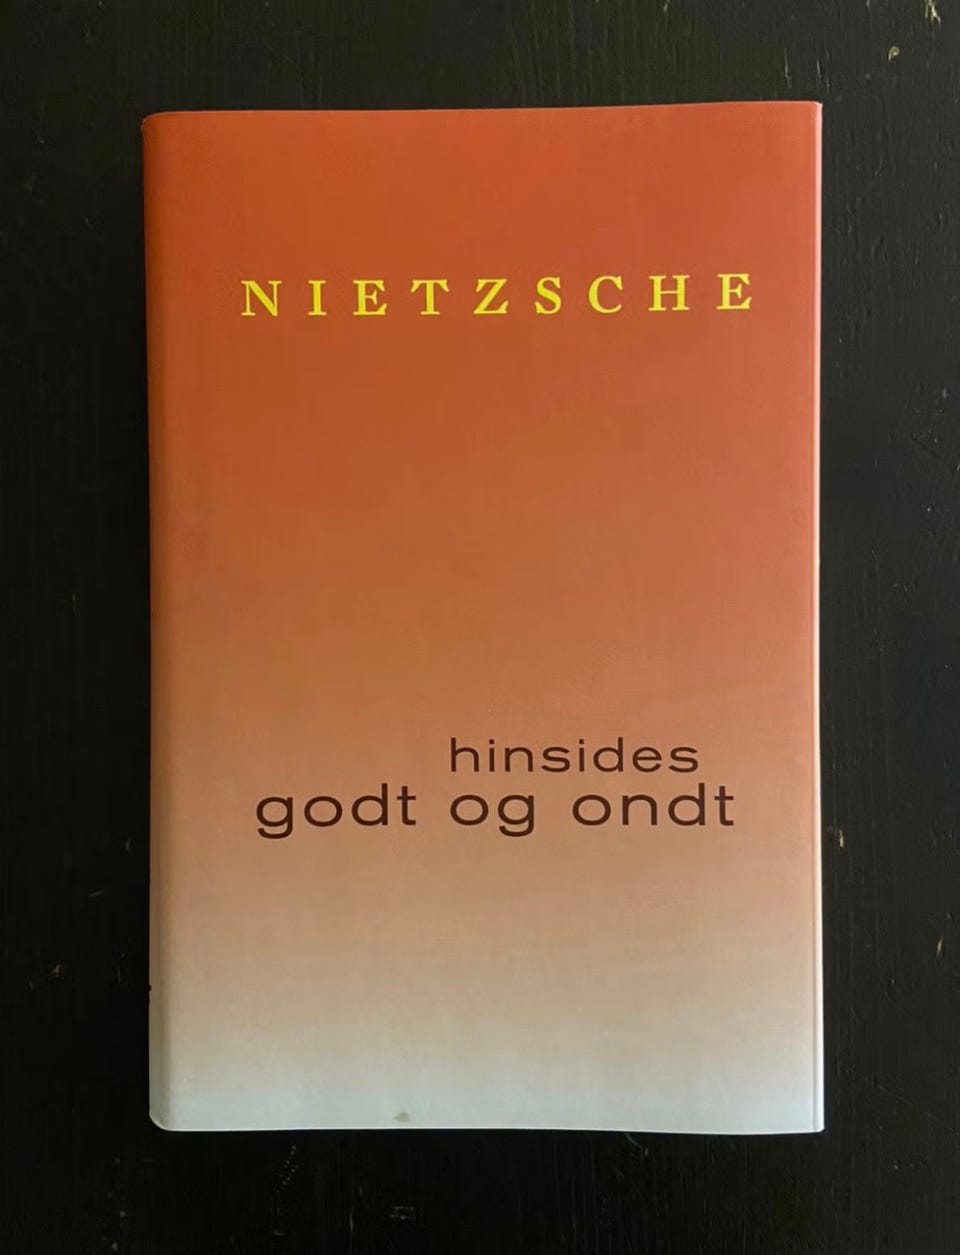 NIETZSCHE
hinsides
godt og ondt